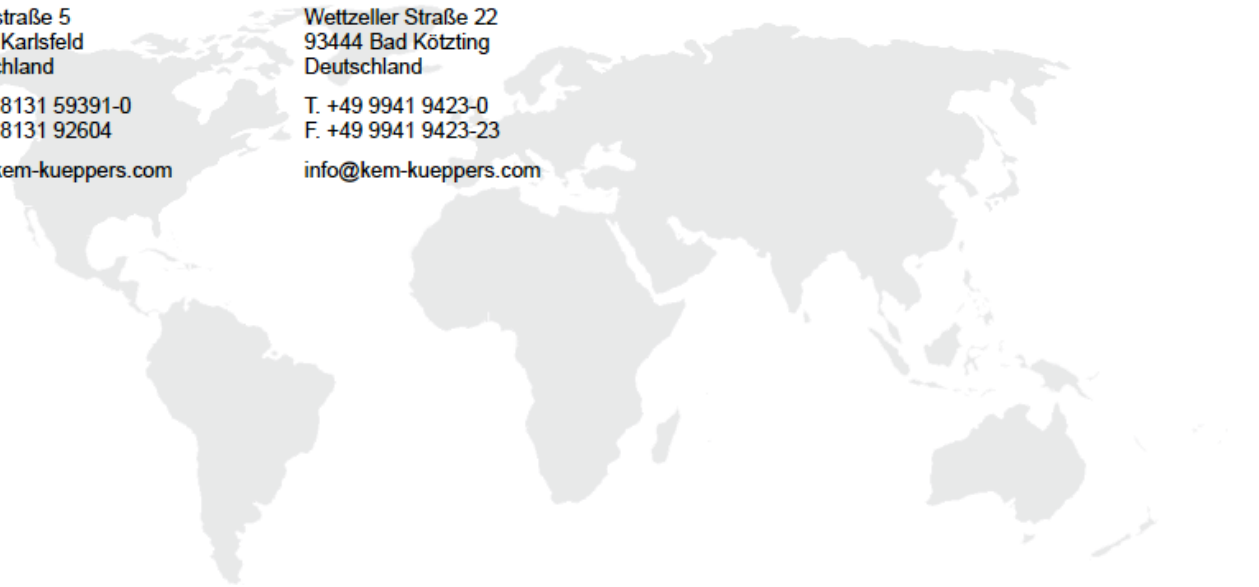 straße 5
Karlsfeld
chland
8131 59391-0
8131 92604
kem-kueppers.com
Wettzeller Straße 22
93444 Bad Kötzting
Deutschland
T. +49 9941 9423-0
F. +49 9941 9423-23
info@kem-kueppers.com